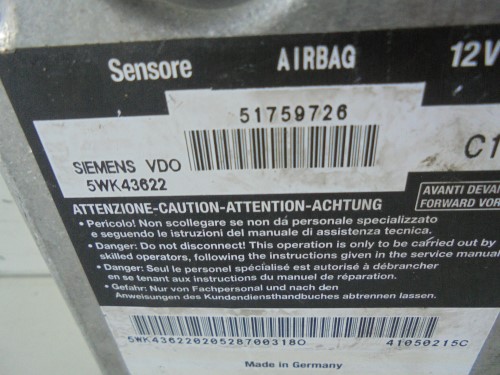 Sensore AIRBAG 12V
51759726
SIEMENS VDO
5WK43622
C1
AVANTI DEVA
FORWARD VOR
ATTENZIONE-CAUTION-ATTENTION-ACHTUNG
• Pericolo! Non scollegare se non da personale specializzato
e seguendo le istruzioni del manuale di assistenza tecnica.
• Danger: Do not disconnect! This operation is only to be carried out by
skilled operators, following the instructions given in the service manual
• Danger: Seul le personnel spécialisé est autorisé à débrancher
en se tenant aux instructions du manuel de réparation.
• Gefahr: Nur von Fachpersonal und nach den
Anweisungen des Kundendiensthandbuches abtrennen lassen.
5WK4362202052870031​80 41050215C
Made in Germany